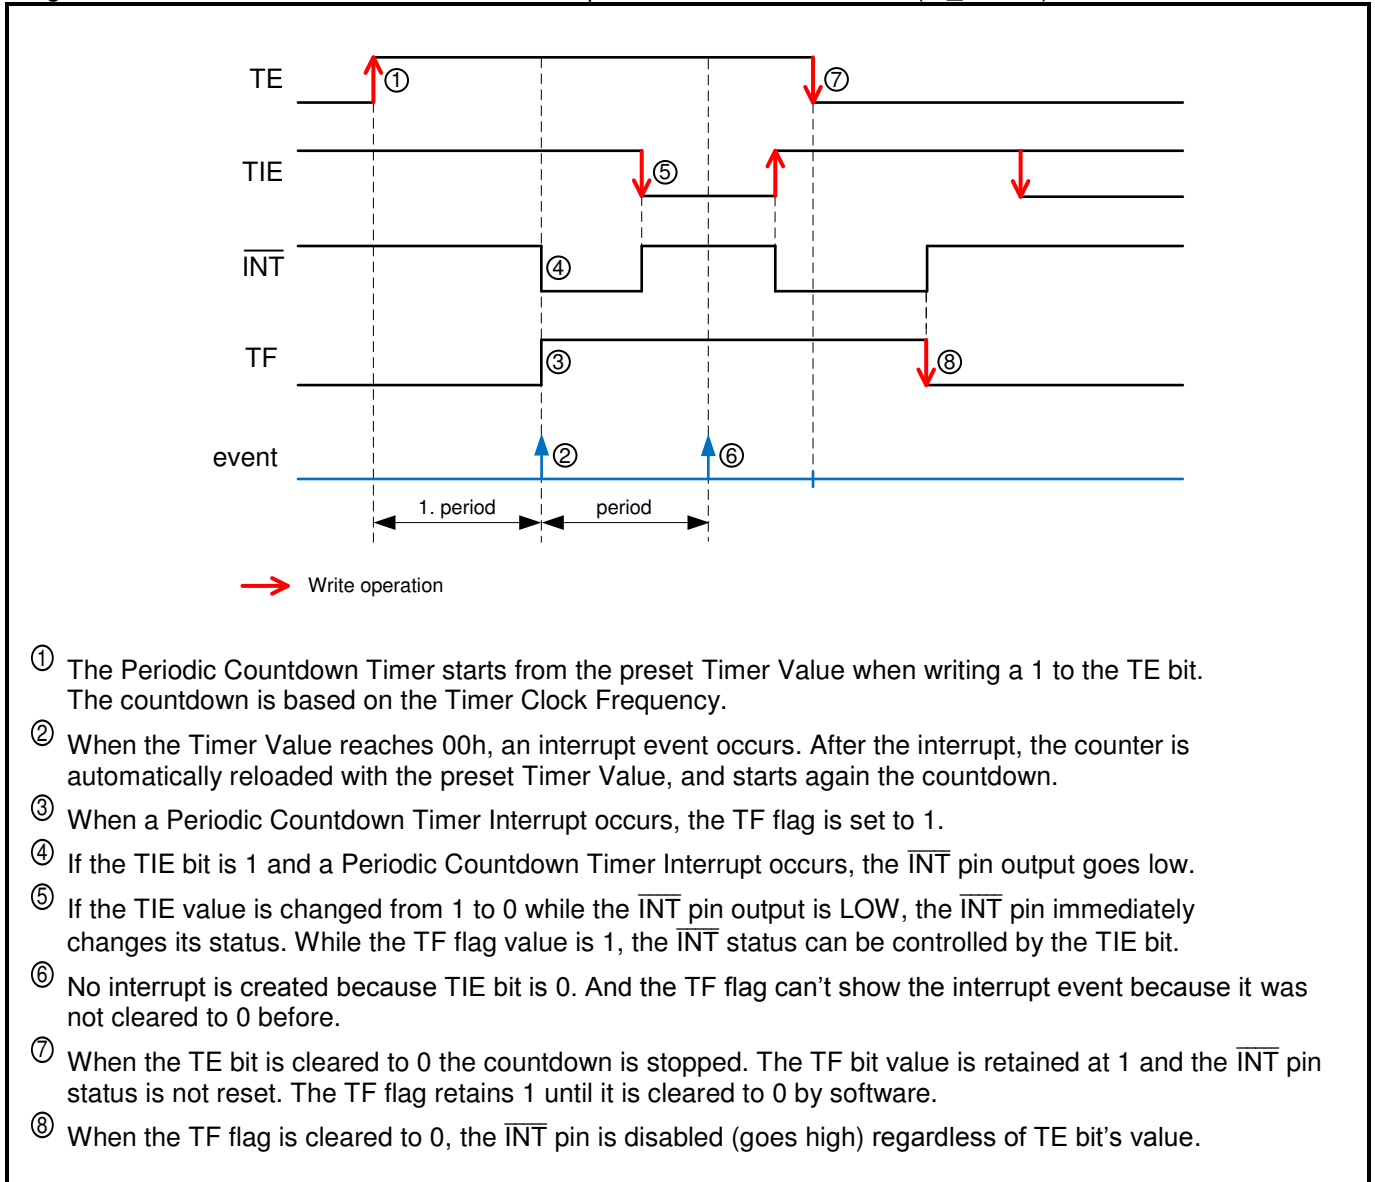 TE
①
⑦
TIE
⑤
INT
④
TF
③
⑧
event
②
⑥
1. period
period
Write operation
① The Periodic Countdown Timer starts from the preset Timer Value when writing a 1 to the TE bit.
The countdown is based on the Timer Clock Frequency.
② When the Timer Value reaches 00h, an interrupt event occurs. After the interrupt, the counter is
automatically reloaded with the preset Timer Value, and starts again the countdown.
③ When a Periodic Countdown Timer Interrupt occurs, the TF flag is set to 1.
④ If the TIE bit is 1 and a Periodic Countdown Timer Interrupt occurs, the INT pin output goes low.
⑤ If the TIE value is changed from 1 to 0 while the INT pin output is LOW, the INT pin immediately
changes its status. While the TF flag value is 1, the INT status can be controlled by the TIE bit.
⑥ No interrupt is created because TIE bit is 0. And the TF flag can't show the interrupt event because it was
not cleared to 0 before.
⑦ When the TE bit is cleared to 0 the countdown is stopped. The TF bit value is retained at 1 and the INT pin
status is not reset. The TF flag retains 1 until it is cleared to 0 by software.
⑧ When the TF flag is cleared to 0, the INT pin is disabled (goes high) regardless of TE bit's value.